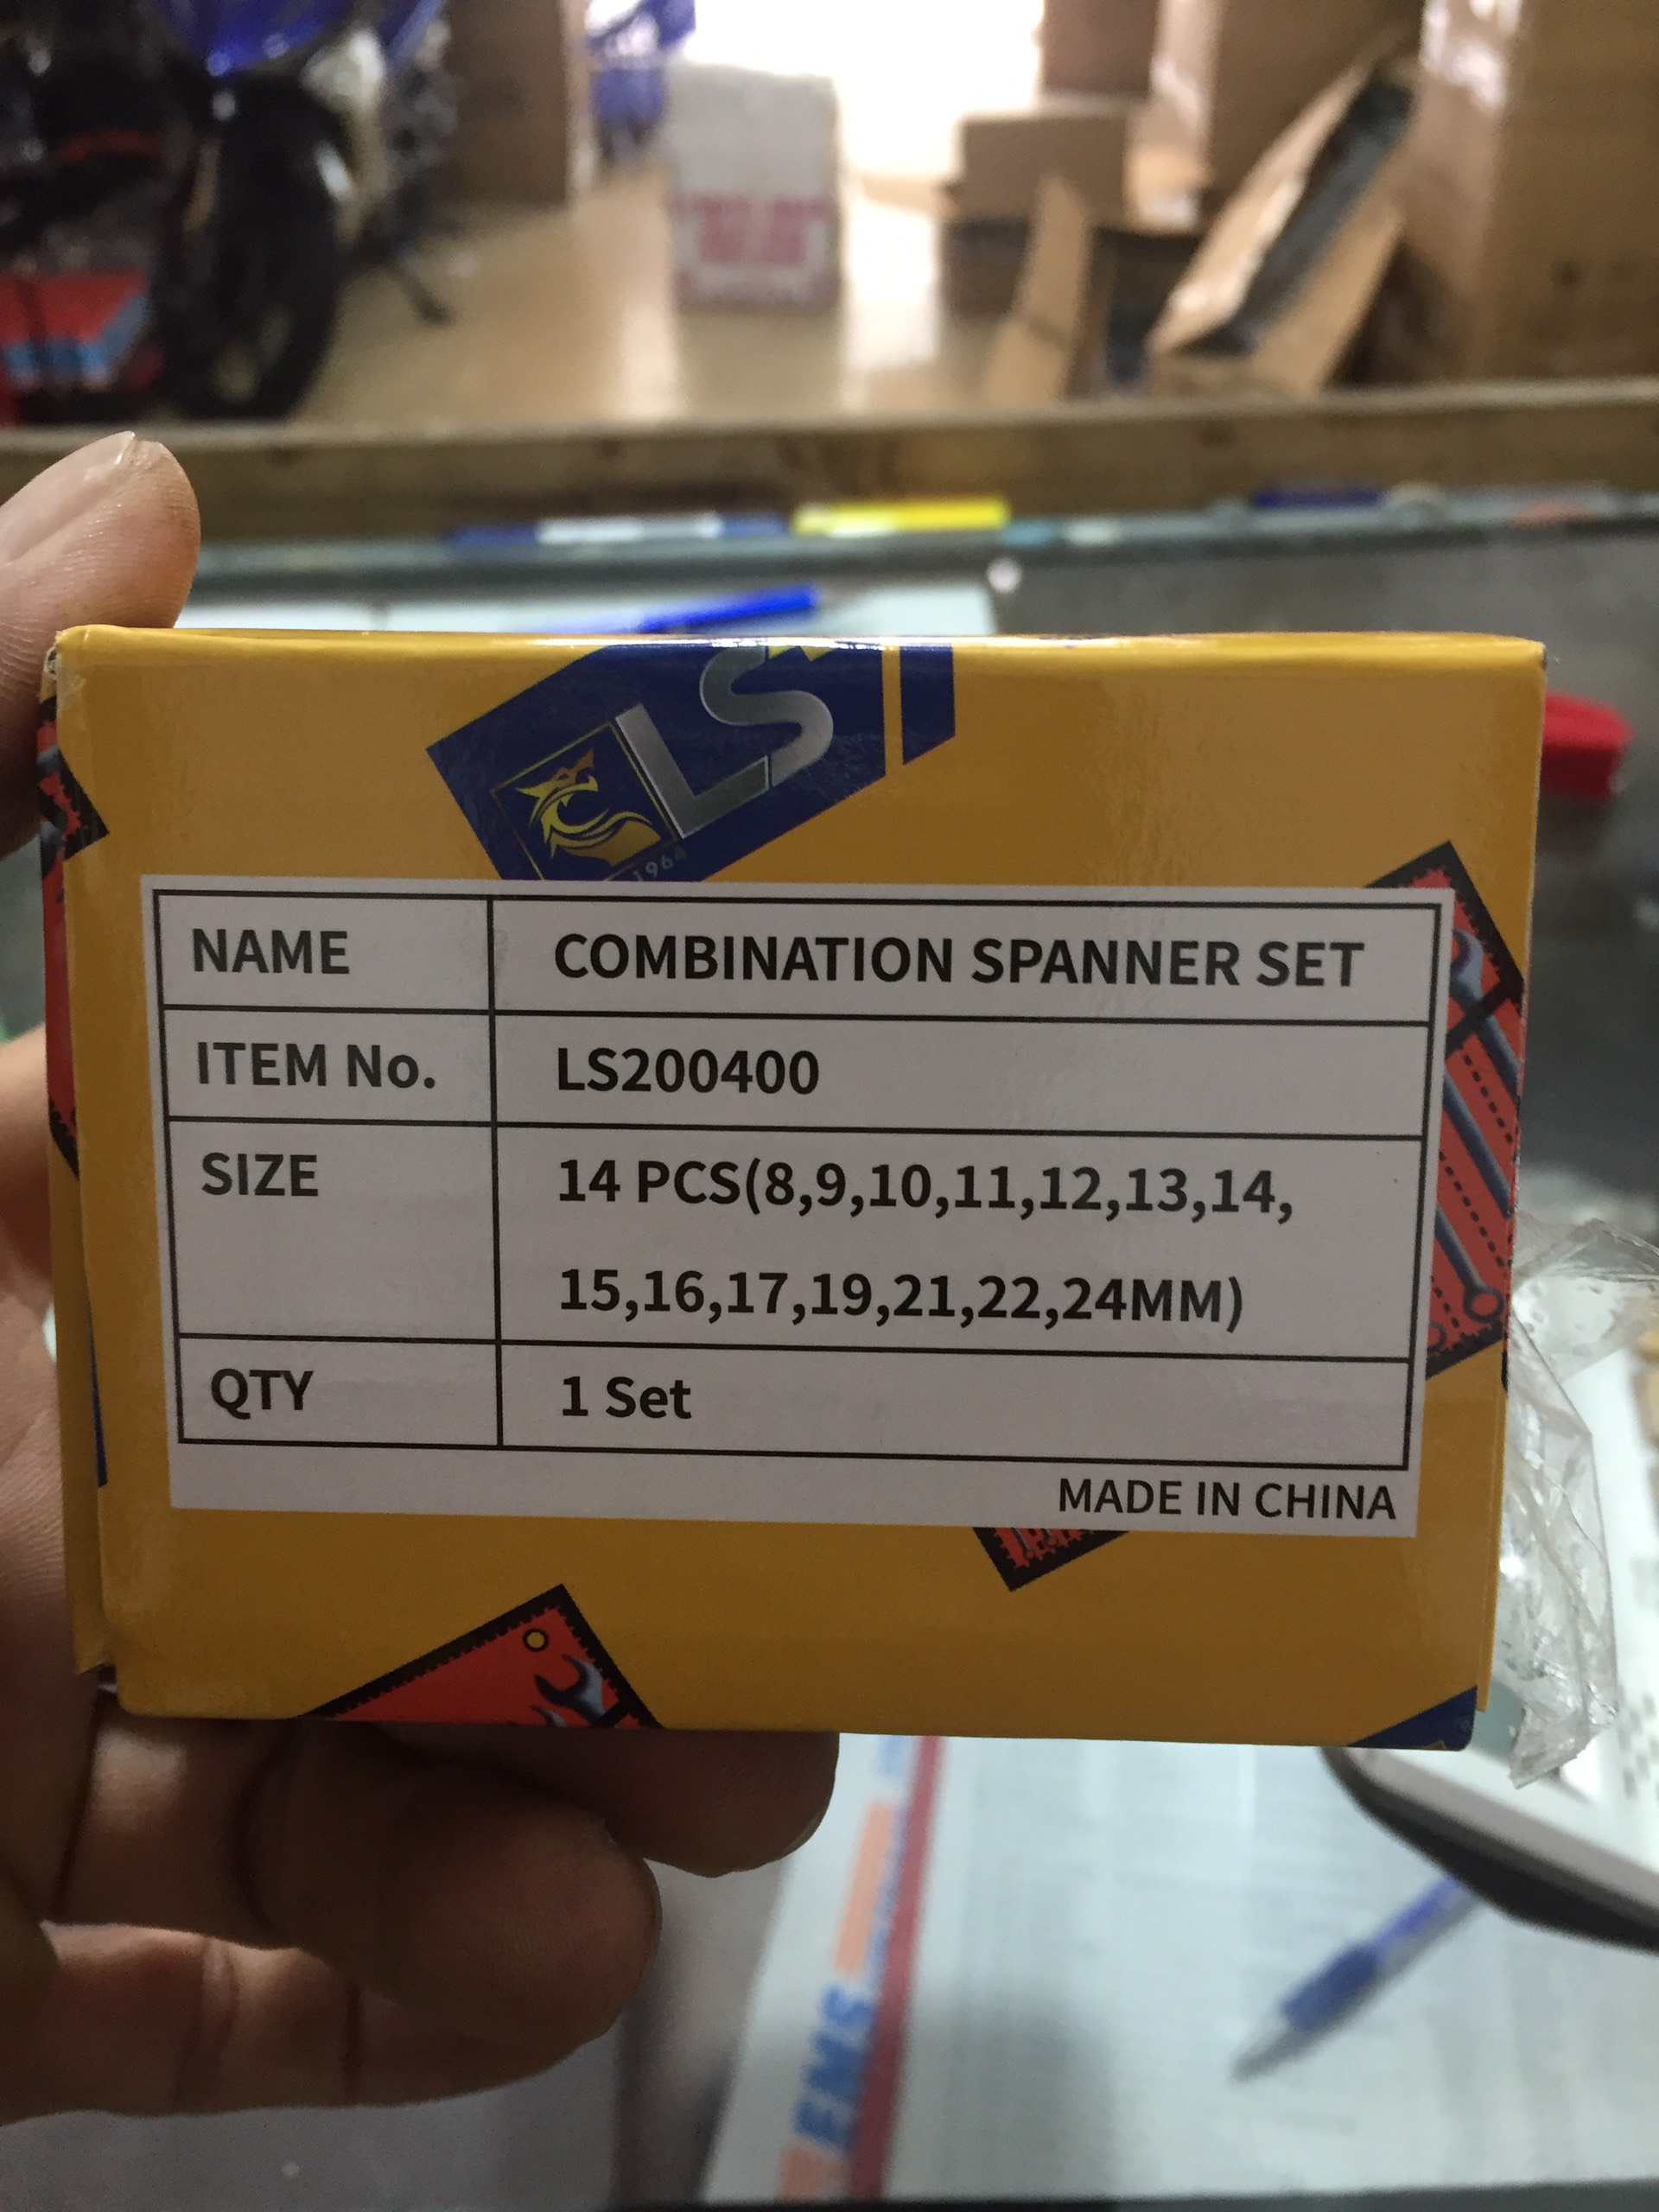 LS
1964
NAME COMBINATION SPANNER SET
ITEM No. LS200400
SIZE 14 PCS(8,9,10,11,12,13,14,
15,16,17,19,21,22,24MM)
QTY 1 Set
MADE IN CHINA
EMS